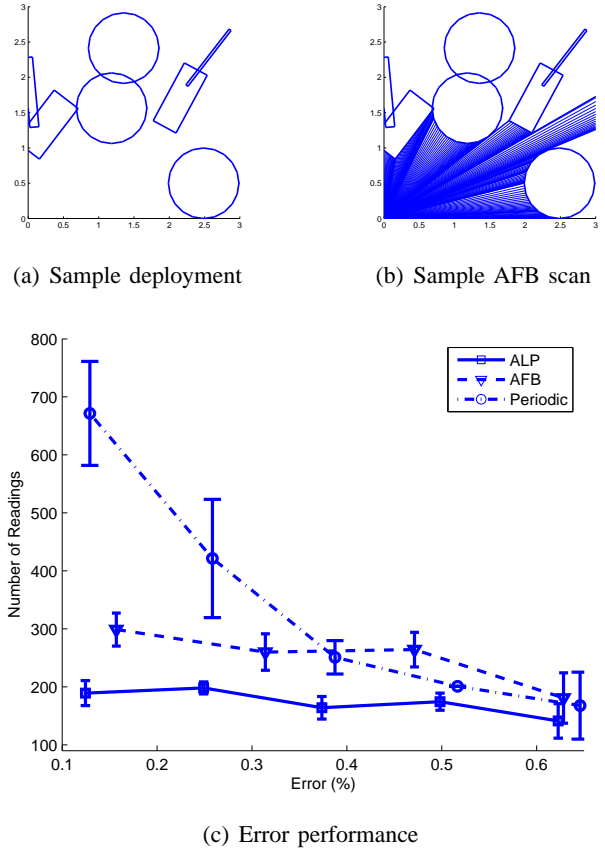 3
2.5
2
1.5
1
0.5
0
0 0.5 1 1.5 2 2.5 3
(a) Sample deployment
3
2.5
2
1.5
1
0.5
0
0 0.5 1 1.5 2 2.5 3
(b) Sample AFB scan
800
700
600
500
400
300
200
100
Number of Readings
ALP
AFB
Periodic
0.1 0.2 0.3 0.4 0.5 0.6
Error (%)
(c) Error performance